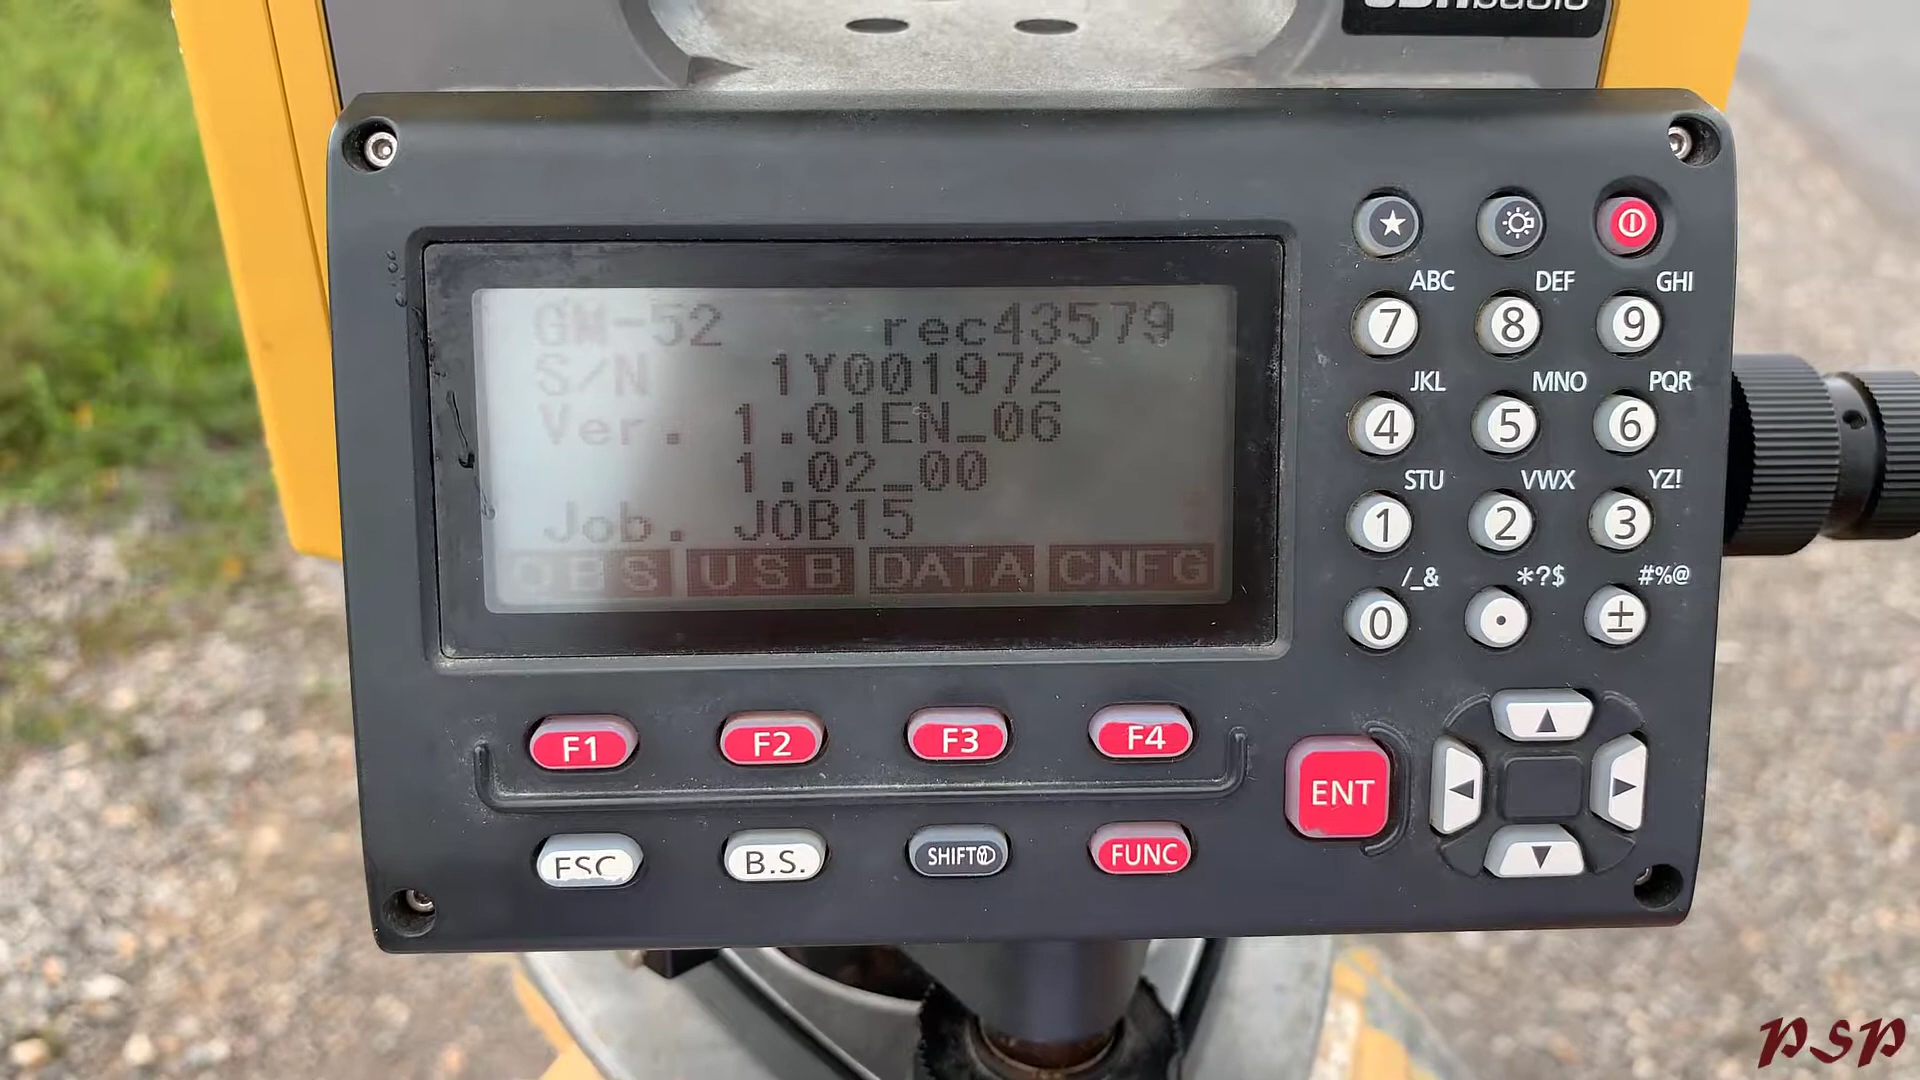 basic
GM-52 rec43579
S/N 1Y001972
Ver. 1.01EN_06
1.02_00
Job. JOB15
OBS USB DATA CNFG
ABC DEF GHI
7 8 9
JKL MNO PQR
4 5 6
STU VWX YZ!
1 2 3
/_& *?$ #%@
0 . ±
F1 F2 F3 F4
ENT
ESC B.S. SHIFT FUNC
PSP